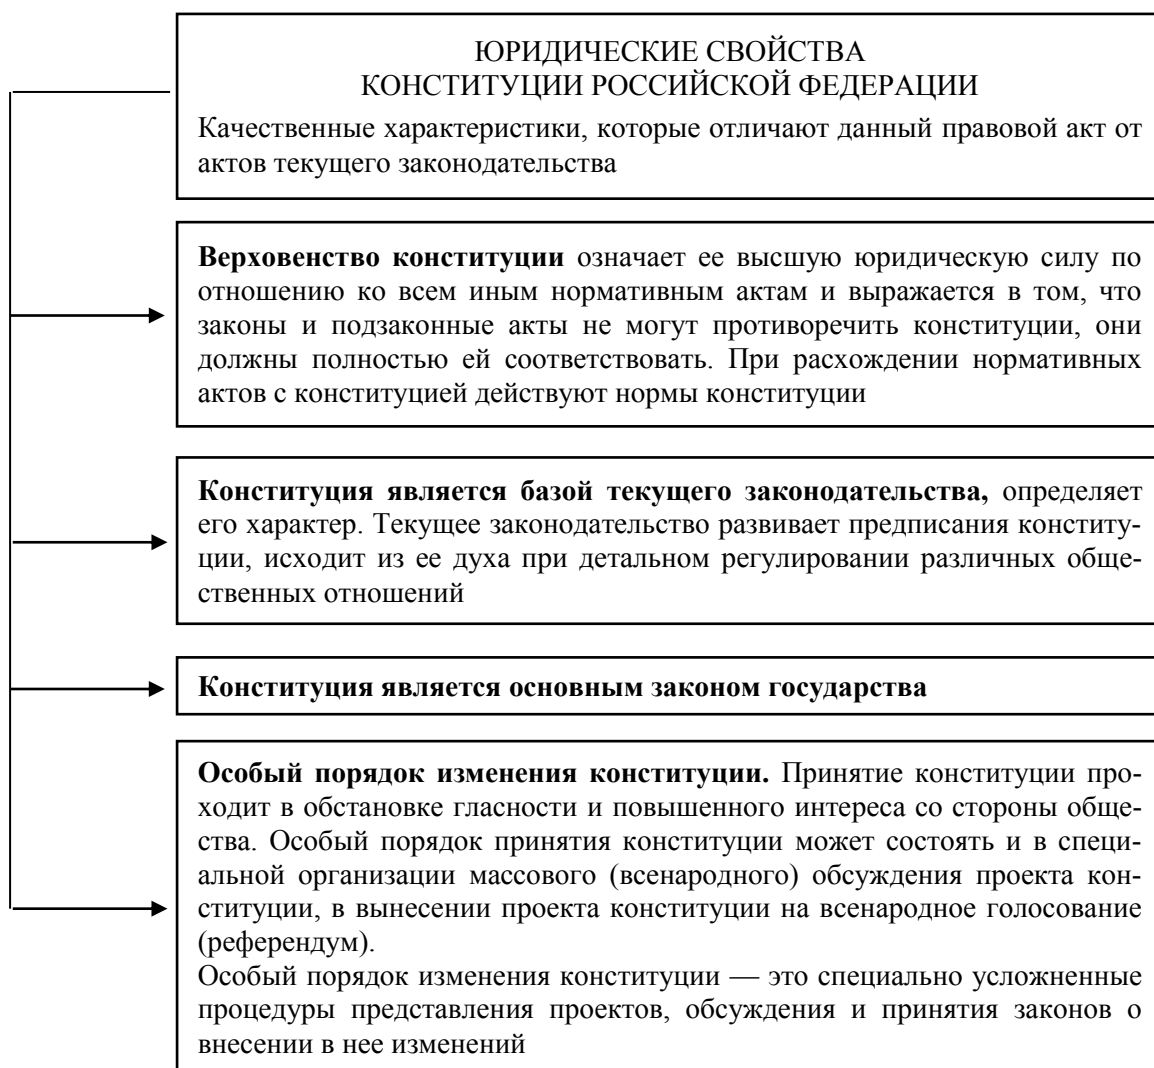 ЮРИДИЧЕСКИЕ СВОЙСТВА
КОНСТИТУЦИИ РОССИЙСКОЙ ФЕДЕРАЦИИ
Качественные характеристики, которые отличают данный правовой акт от
актов текущего законодательства
Верховенство конституции означает ее высшую юридическую силу по
отношению ко всем иным нормативным актам и выражается в том, что
законы и подзаконные акты не могут противоречить конституции, они
должны полностью ей соответствовать. При расхождении нормативных
актов с конституцией действуют нормы конституции
Конституция является базой текущего законодательства, определяет
его характер. Текущее законодательство развивает предписания конститу-
ции, исходит из ее духа при детальном регулировании различных обще-
ственных отношений
Конституция является основным законом государства
Особый порядок изменения конституции. Принятие конституции про-
ходит в обстановке гласности и повышенного интереса со стороны обще-
ства. Особый порядок принятия конституции может состоять и в специ-
альной организации массового (всенародного) обсуждения проекта кон-
ституции, в вынесении проекта конституции на всенародное голосование
(референдум).
Особый порядок изменения конституции — это специально усложненные
процедуры представления проектов, обсуждения и принятия законов о
внесении в нее изменений